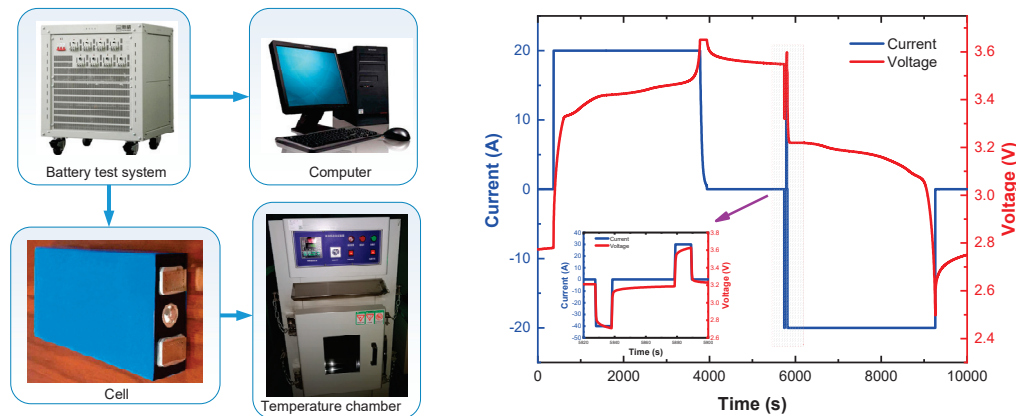 Battery test system
Computer
Cell
Temperature chamber
Current
Voltage
20
10
0
-10
-20
Current (A)
3.6
3.4
3.2
3.0
2.8
2.6
2.4
Voltage (V)
0
2000
4000
6000
8000
10000
Time (s)
Current
Voltage
40
30
20
10
0
-10
-20
-30
-40
-50
Current (A)
3.8
3.6
3.4
3.2
3.0
2.8
2.6
Voltage (V)
Time (s)